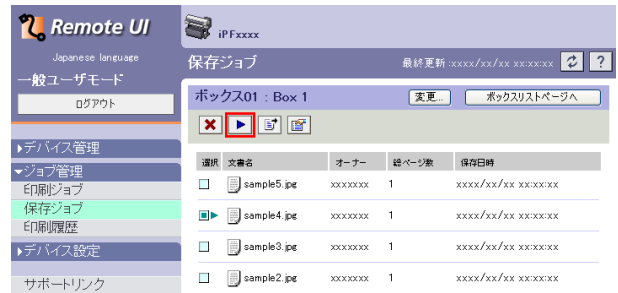 Remote UI
iPFxxxx
Japanese language
保存ジョブ
最終更新 :xxxx/xx/xx xx:xx:xx
?
一般ユーザモード
ログアウト
ボックス01 : Box 1
変更...
ボックスリストページへ
▸デバイス管理
▾ジョブ管理
印刷ジョブ
保存ジョブ
印刷履歴
▸デバイス設定
サポートリンク
選択 文書名 オーナー 総ページ数 保存日時
sample5.jpg xxxxxxx 1 xxxx/xx/xx xx:xx:xx
sample4.jpg xxxxxxx 1 xxxx/xx/xx xx:xx:xx
sample3.jpg xxxxxxx 1 xxxx/xx/xx xx:xx:xx
sample2.jpg xxxxxxx 1 xxxx/xx/xx xx:xx:xx